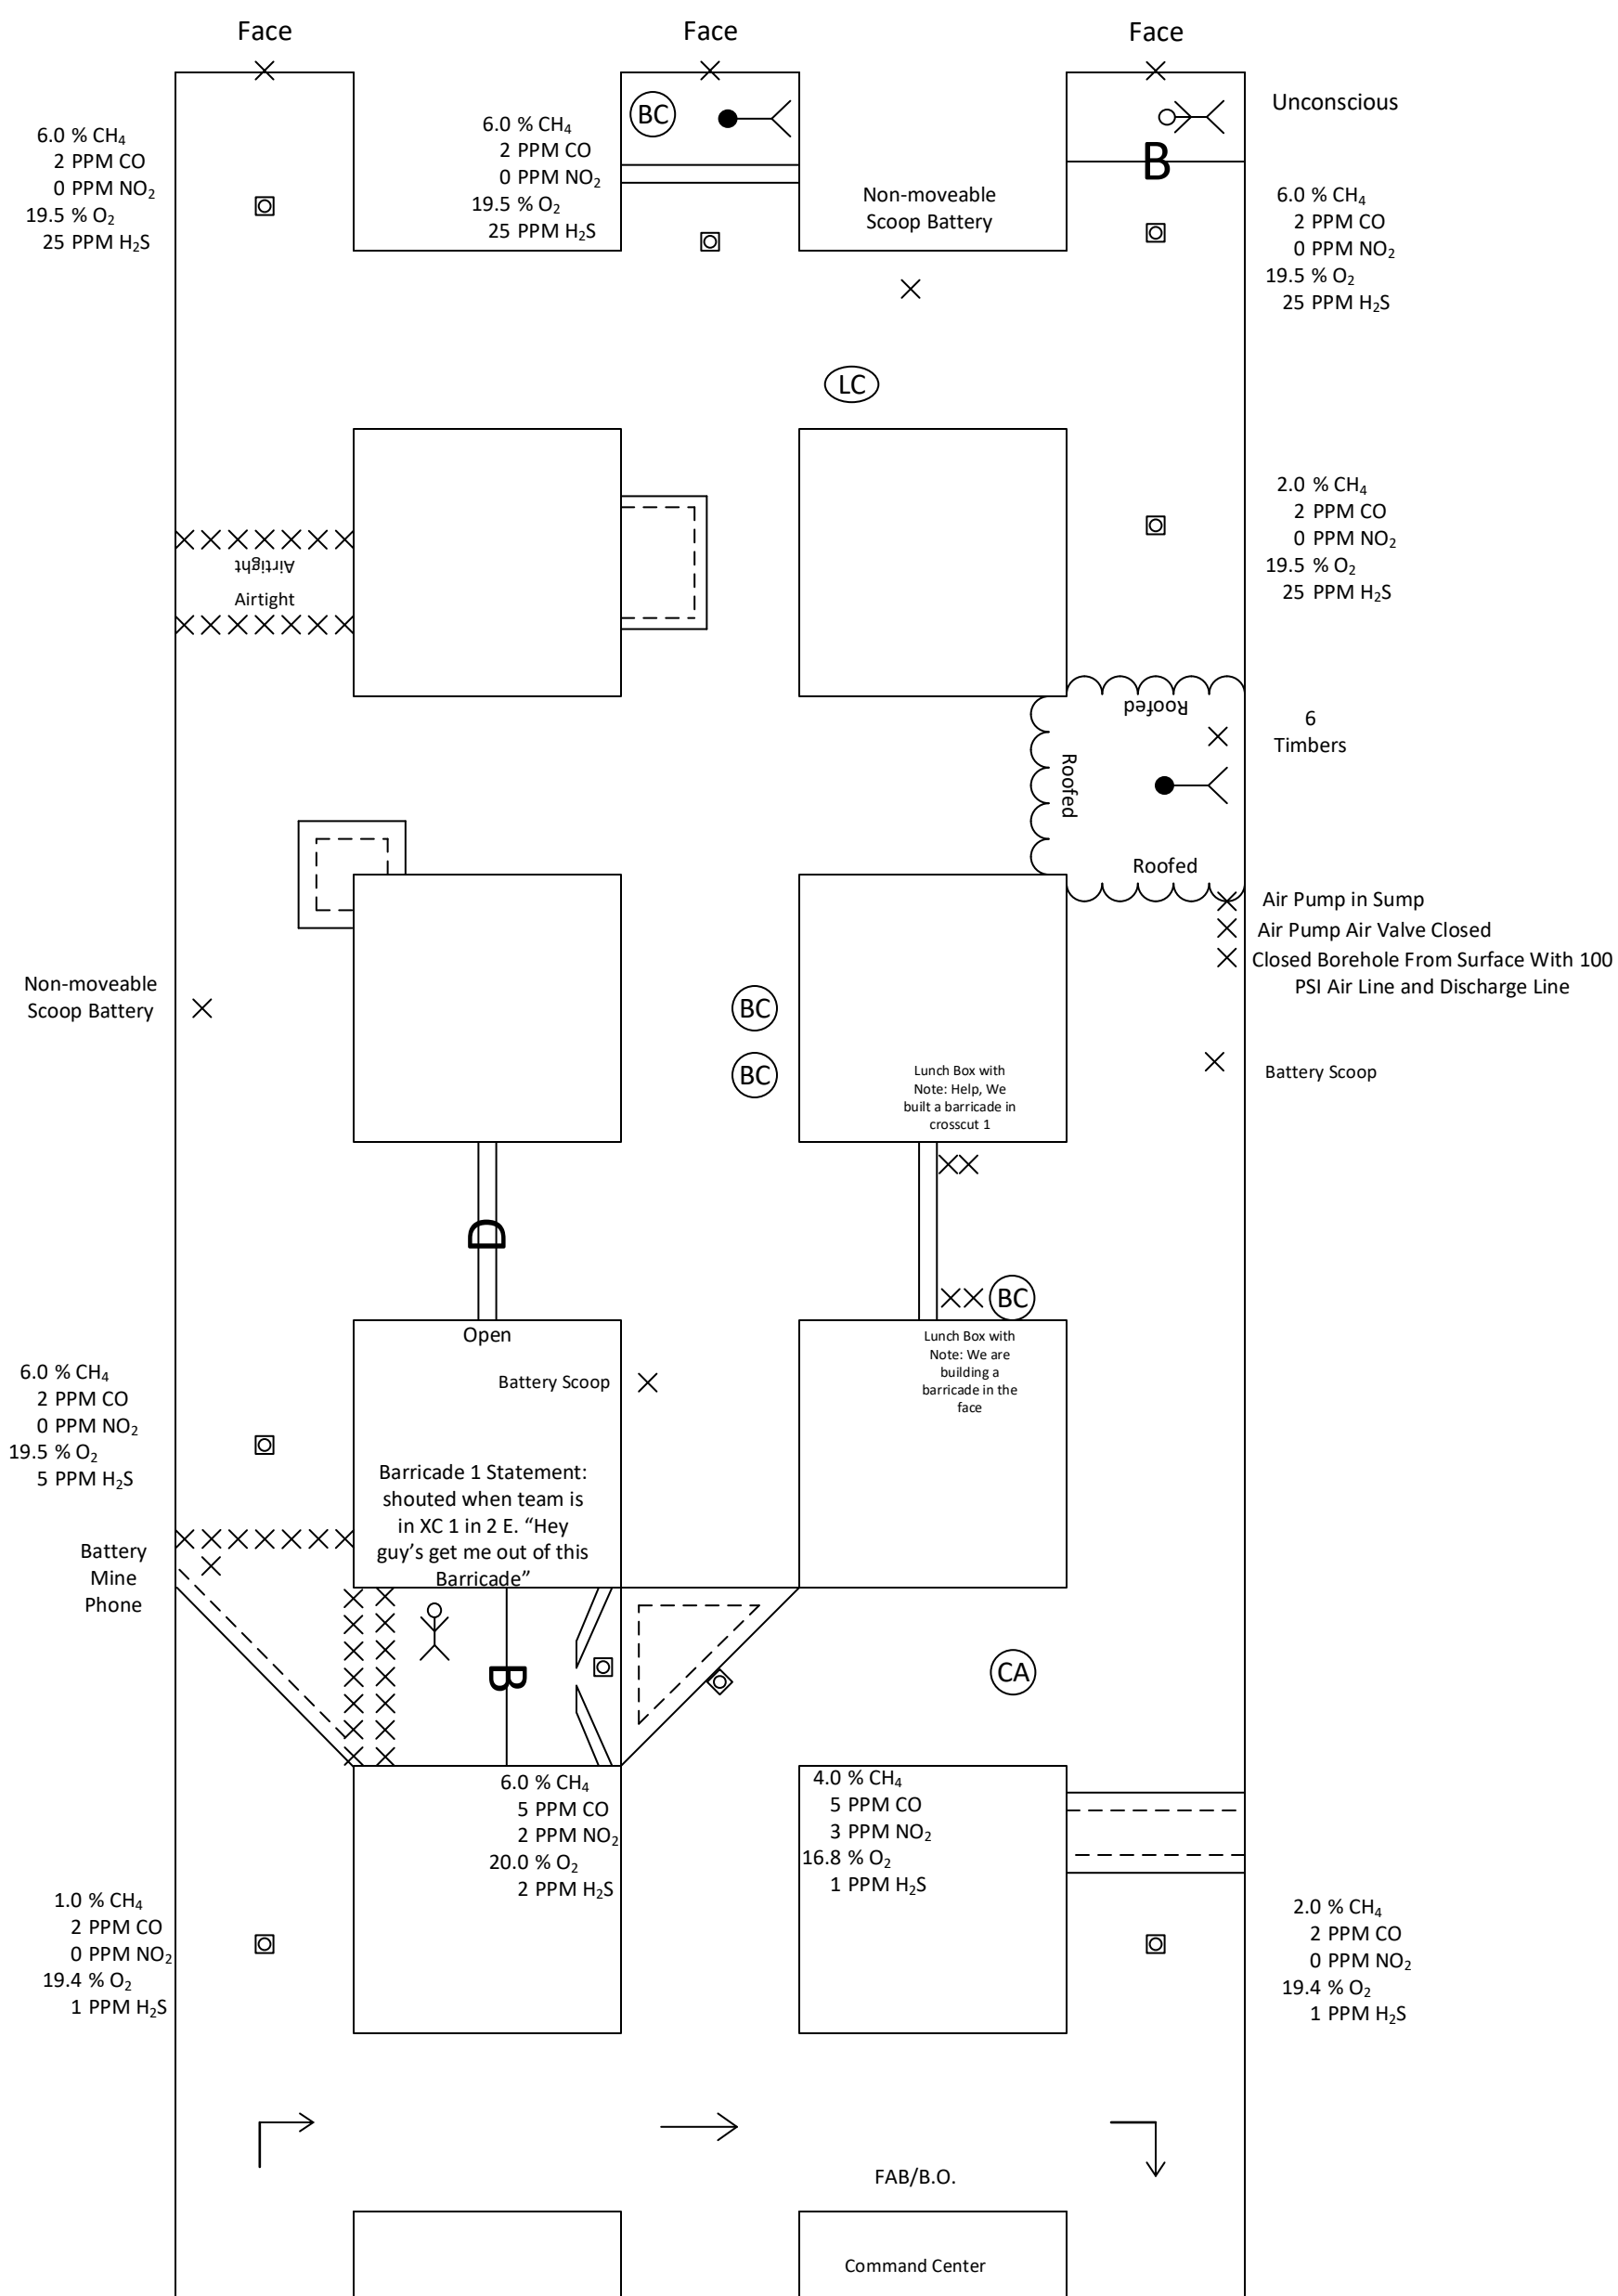 Face
Face
Face
Unconscious
6.0 % CH₄
2 PPM CO
0 PPM NO₂
19.5 % O₂
25 PPM H₂S
6.0 % CH₄
2 PPM CO
0 PPM NO₂
19.5 % O₂
25 PPM H₂S
BC
B
Non-moveable
Scoop Battery
6.0 % CH₄
2 PPM CO
0 PPM NO₂
19.5 % O₂
25 PPM H₂S
LC
2.0 % CH₄
2 PPM CO
0 PPM NO₂
19.5 % O₂
25 PPM H₂S
Airtight
Airtight
Roofed
Roofed
Roofed
6
Timbers
Air Pump in Sump
Air Pump Air Valve Closed
Closed Borehole From Surface With 100
PSI Air Line and Discharge Line
Non-moveable
Scoop Battery
BC
BC
Battery Scoop
Lunch Box with
Note: Help, We
built a barricade in
crosscut 1
D
BC
Open
Battery Scoop
Lunch Box with
Note: We are
building a
barricade in the
face
6.0 % CH₄
2 PPM CO
0 PPM NO₂
19.5 % O₂
5 PPM H₂S
Barricade 1 Statement:
shouted when team is
in XC 1 in 2 E. “Hey
guy’s get me out of this
Barricade”
Battery
Mine
Phone
B
CA
6.0 % CH₄
5 PPM CO
2 PPM NO₂
20.0 % O₂
2 PPM H₂S
4.0 % CH₄
5 PPM CO
3 PPM NO₂
16.8 % O₂
1 PPM H₂S
1.0 % CH₄
2 PPM CO
0 PPM NO₂
19.4 % O₂
1 PPM H₂S
2.0 % CH₄
2 PPM CO
0 PPM NO₂
19.4 % O₂
1 PPM H₂S
FAB/B.O.
Command Center